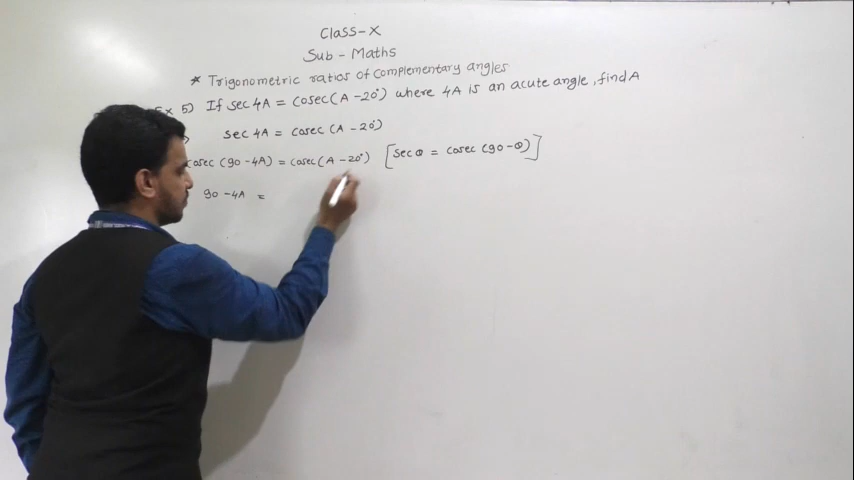 Class-X
Sub - Maths
* Trigonometric ratios of complementary angles
Ex 5) If sec 4A = cosec (A - 20°) where 4A is an acute angle, find A
sec 4A = cosec (A - 20°)
cosec (90 - 4A) = cosec (A - 20°) [sec θ = cosec (90 - θ)]
90 - 4A =